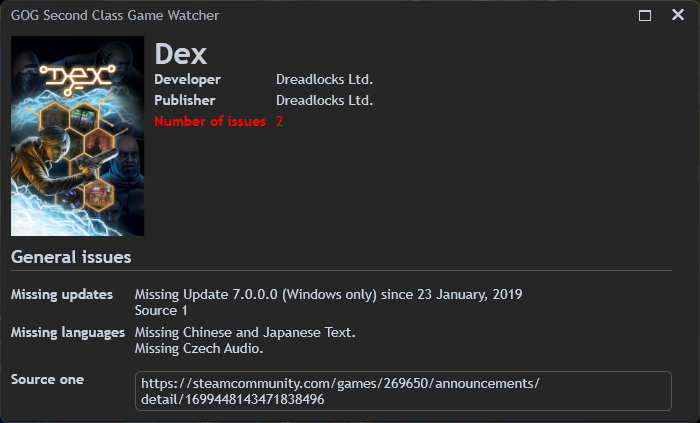 GOG Second Class Game Watcher
DEX
Dex
Developer Dreadlocks Ltd.
Publisher Dreadlocks Ltd.
Number of issues 2
General issues
Missing updates Missing Update 7.0.0.0 (Windows only) since 23 January, 2019
Source 1
Missing languages Missing Chinese and Japanese Text.
Missing Czech Audio.
Source one https://steamcommunity.com/games/269650/announcements/
detail/1699448143471838496